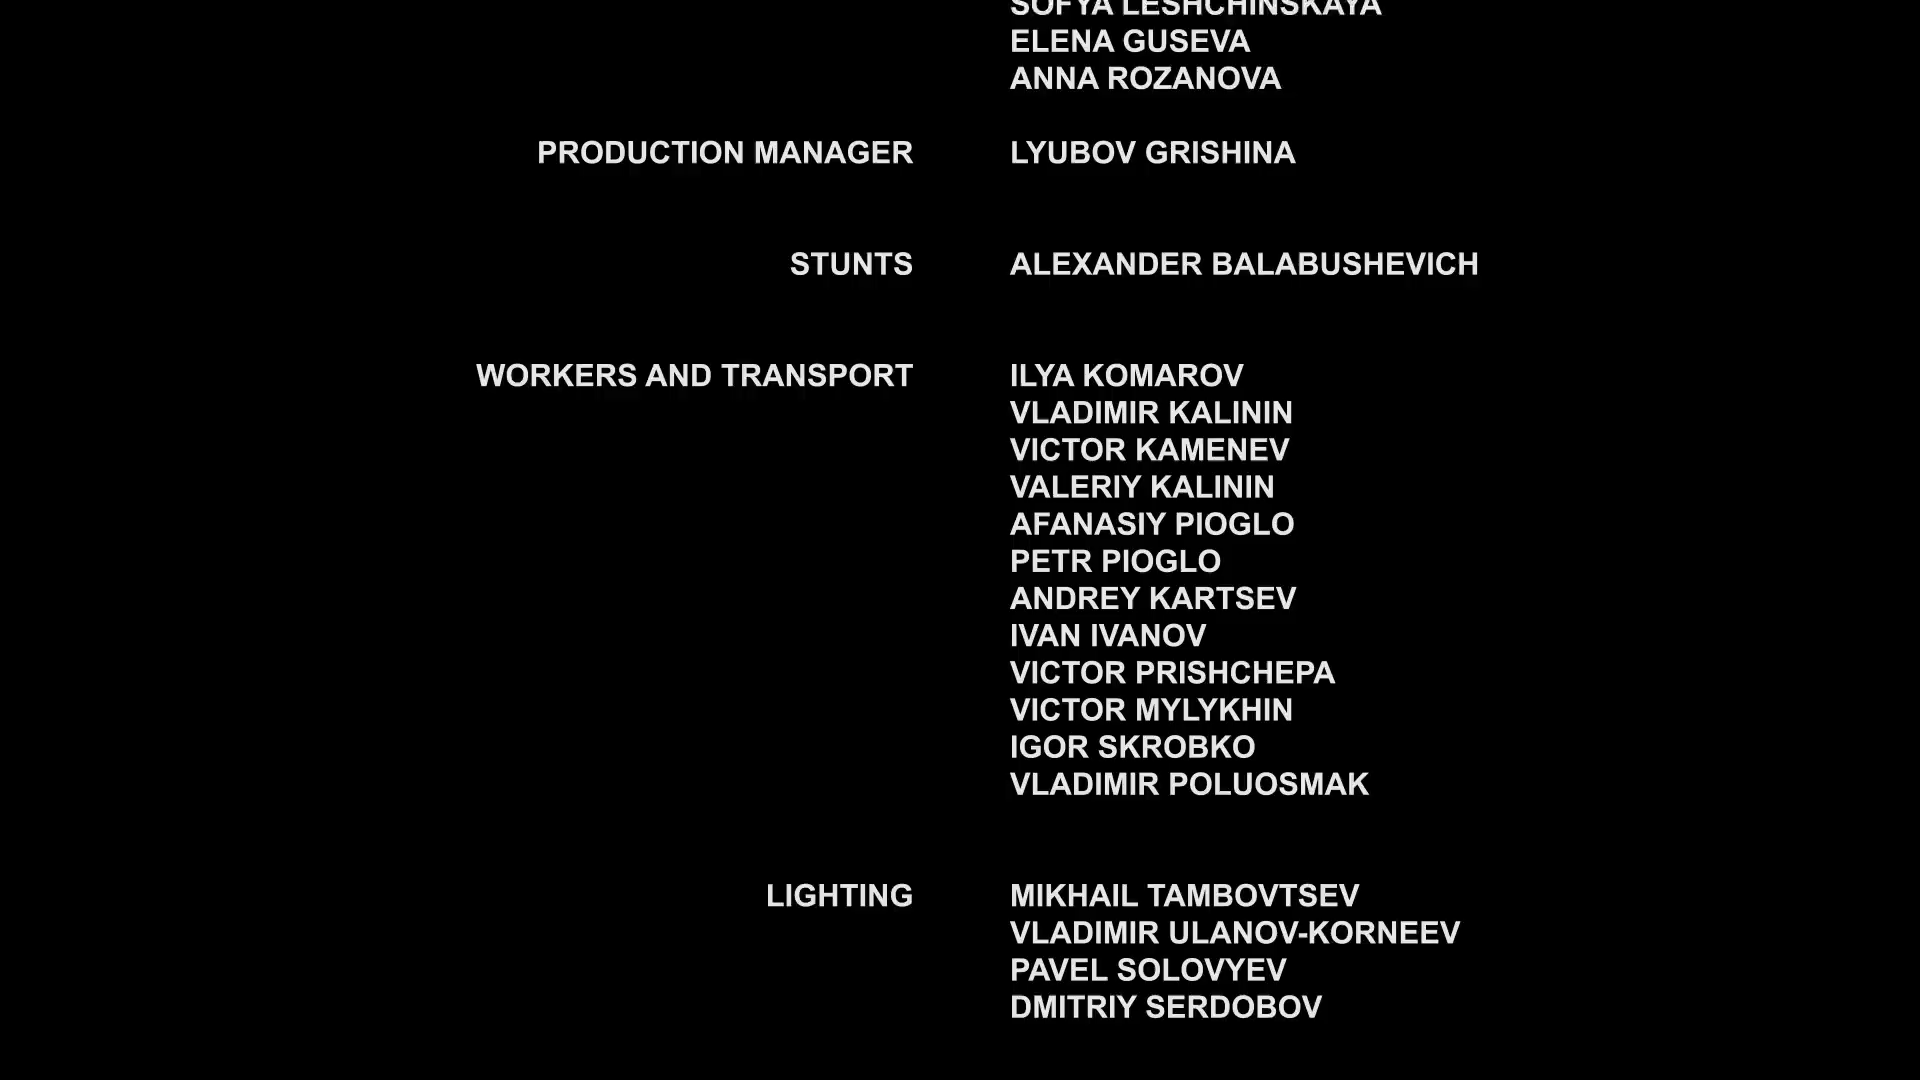 SOFYA LESHCHINSKAYA
ELENA GUSEVA
ANNA ROZANOVA
PRODUCTION MANAGER LYUBOV GRISHINA
STUNTS ALEXANDER BALABUSHEVICH
WORKERS AND TRANSPORT ILYA KOMAROV
VLADIMIR KALININ
VICTOR KAMENEV
VALERIY KALININ
AFANASIY PIOGLO
PETR PIOGLO
ANDREY KARTSEV
IVAN IVANOV
VICTOR PRISHCHEPA
VICTOR MYLYKHIN
IGOR SKROBKO
VLADIMIR POLUOSMAK
LIGHTING MIKHAIL TAMBOVTSEV
VLADIMIR ULANOV-KORNEEV
PAVEL SOLOVYEV
DMITRIY SERDOBOV